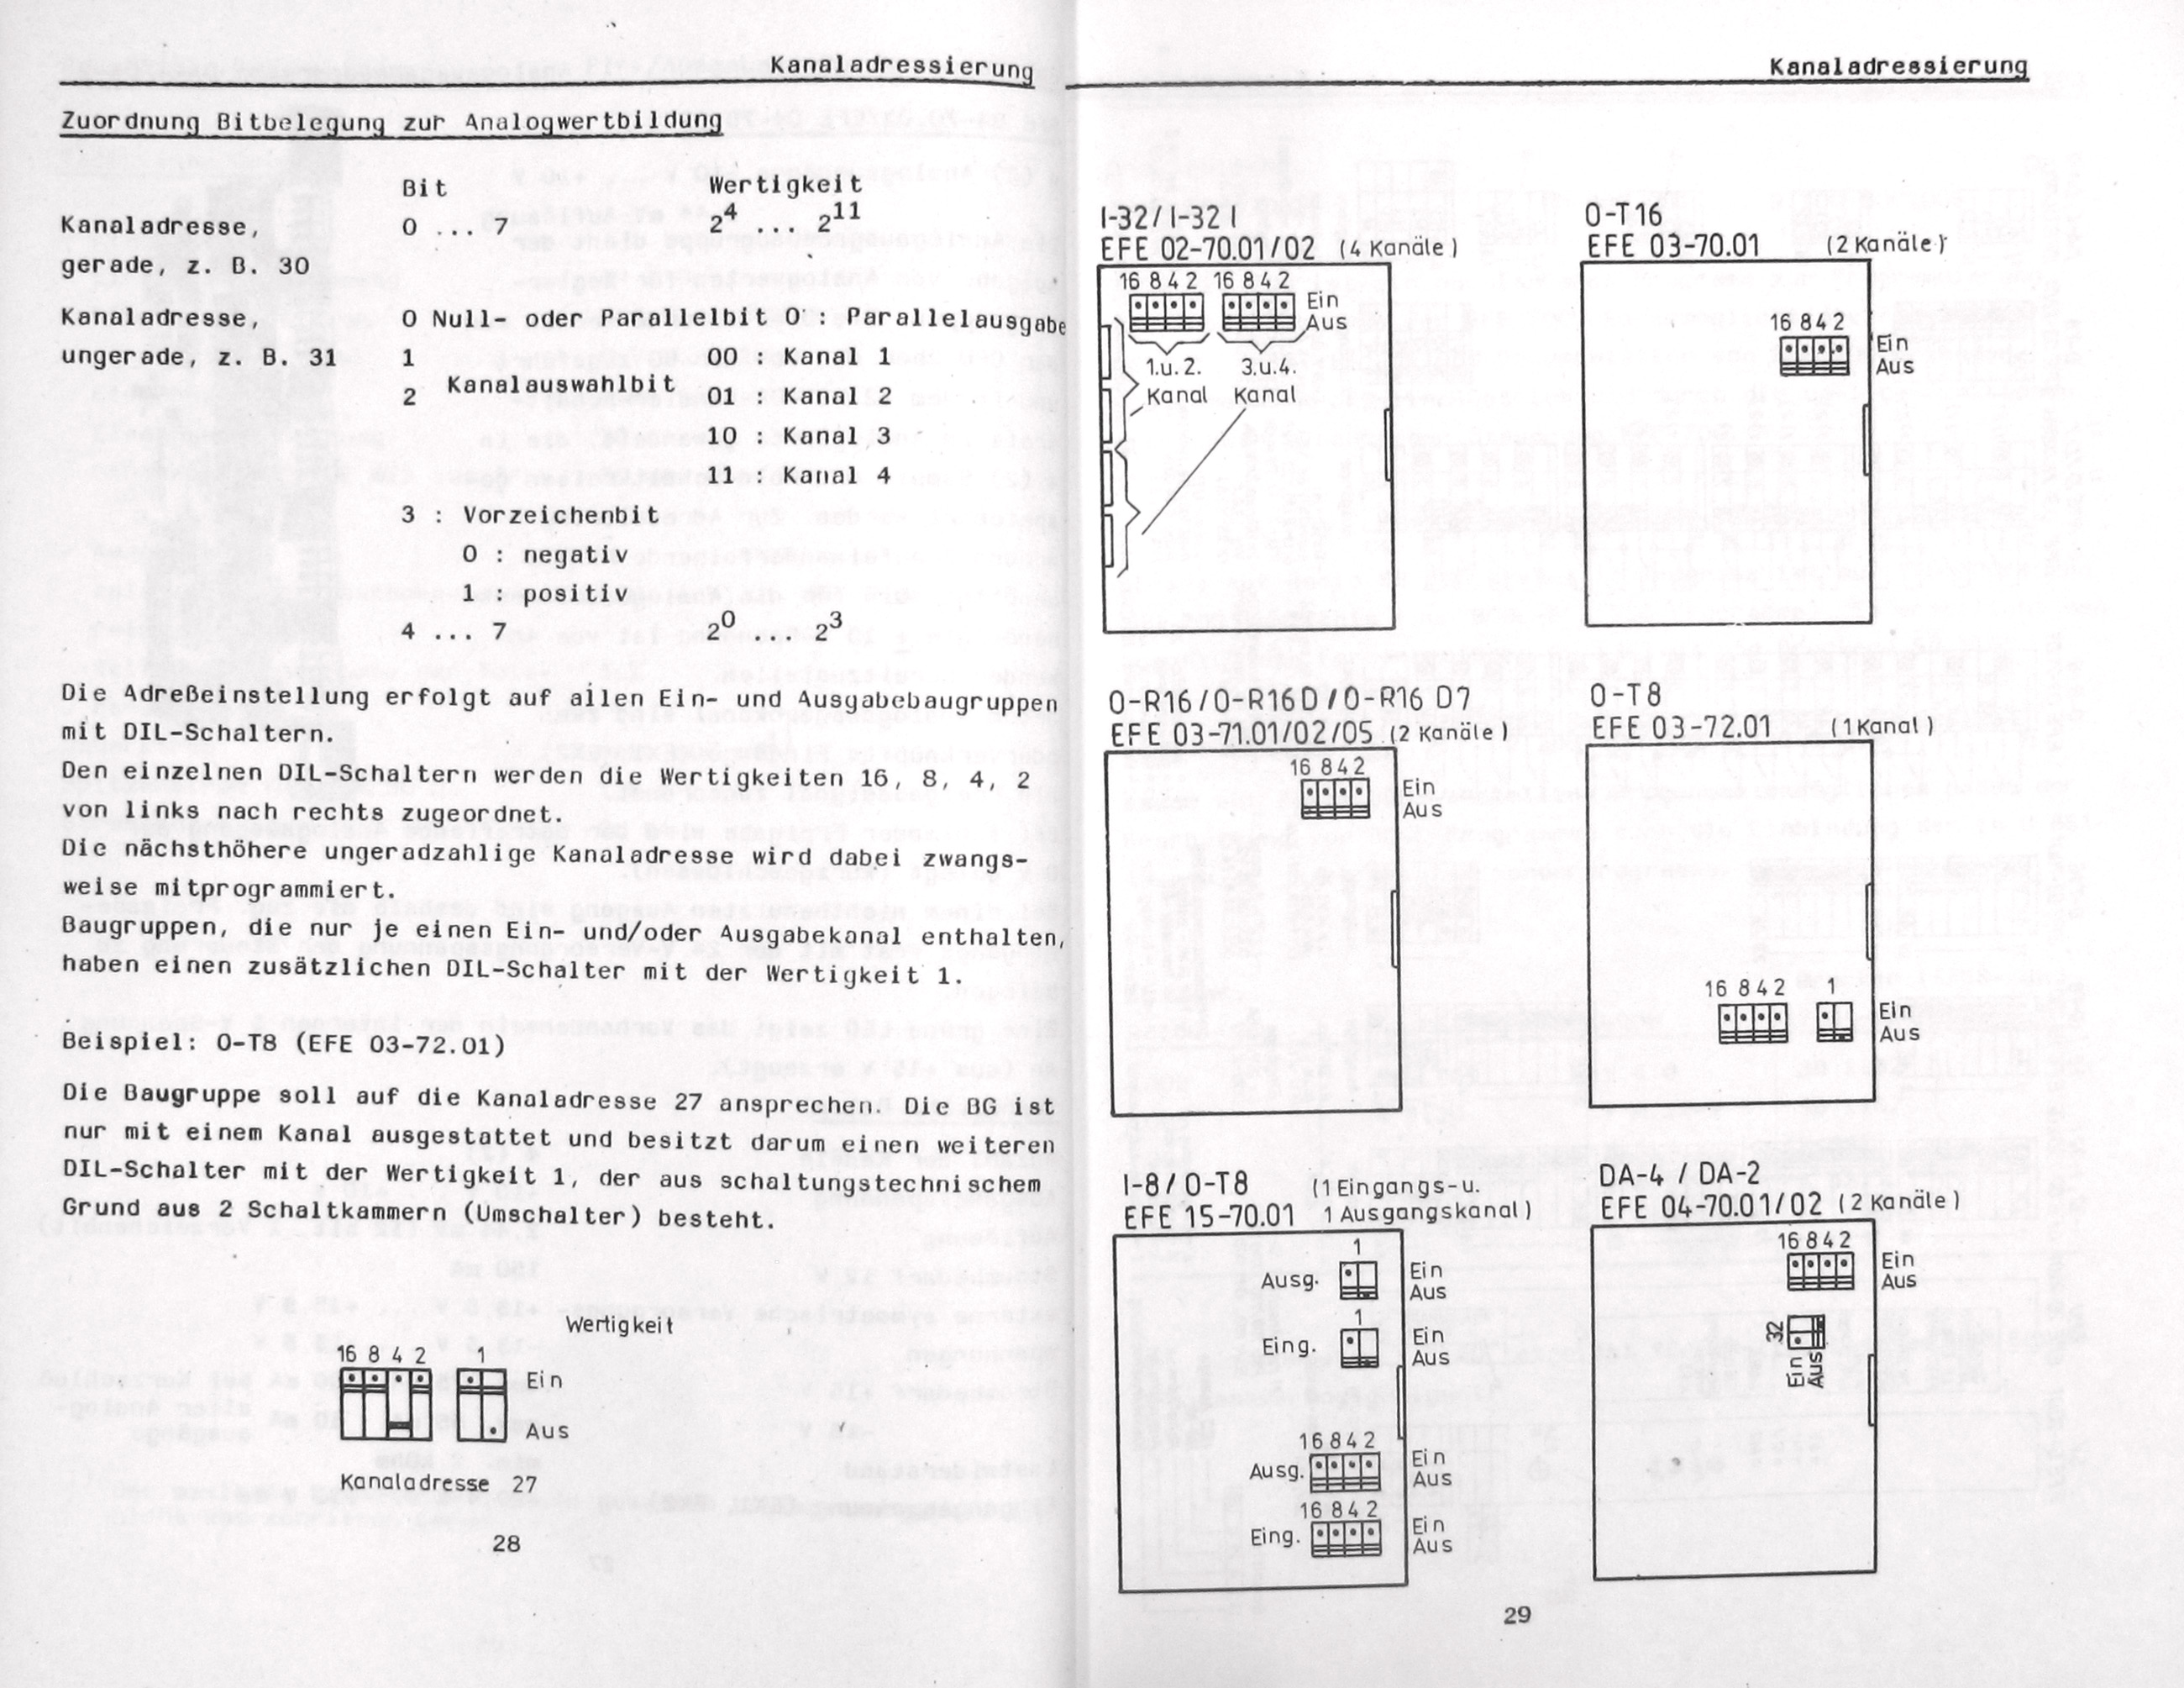 Kanaladressierung
Zuordnung Bitbelegung zur Analogwertbildung
Bit Wertigkeit
Kanaladresse, 0 ... 7 2⁴ ... 2¹¹
gerade, z. B. 30
Kanaladresse, 0 Null- oder Parallelbit 0 : Parallelausgabe
ungerade, z. B. 31 1 00 : Kanal 1
2 Kanalauswahlbit 01 : Kanal 2
10 : Kanal 3
11 : Kanal 4
3 : Vorzeichenbit
0 : negativ
1 : positiv
4 ... 7 2⁰ ... 2³
Die Adreßeinstellung erfolgt auf allen Ein- und Ausgabebaugruppen
mit DIL-Schaltern.
Den einzelnen DIL-Schaltern werden die Wertigkeiten 16, 8, 4, 2
von links nach rechts zugeordnet.
Die nächsthöhere ungeradzahlige Kanaladresse wird dabei zwangs-
weise mitprogrammiert.
Baugruppen, die nur je einen Ein- und/oder Ausgabekanal enthalten,
haben einen zusätzlichen DIL-Schalter mit der Wertigkeit 1.
Beispiel: O-T8 (EFE 03-72.01)
Die Baugruppe soll auf die Kanaladresse 27 ansprechen. Die BG ist
nur mit einem Kanal ausgestattet und besitzt darum einen weiteren
DIL-Schalter mit der Wertigkeit 1, der aus schaltungstechnischem
Grund aus 2 Schaltkammern (Umschalter) besteht.
Wertigkeit
16 8 4 2 1
Ein
Aus
Kanaladresse 27
28
Kanaladressierung
I-32/I-32 I
EFE 02-70.01/02 (4 Kanäle)
16 8 4 2 16 8 4 2
Ein
Aus
1.u.2. 3.u.4.
Kanal Kanal
O-T16
EFE 03-70.01 (2 Kanäle)
16 8 4 2
Ein
Aus
O-R16/O-R16D/O-R16 D7
EFE 03-71.01/02/05 (2 Kanäle)
16 8 4 2
Ein
Aus
O-T8
EFE 03-72.01 (1 Kanal)
16 8 4 2 1
Ein
Aus
I-8/O-T8 (1 Eingangs-u.
EFE 15-70.01 1 Ausgangskanal)
1
Ausg. Ein
Aus
1
Eing. Ein
Aus
16 8 4 2
Ausg. Ein
Aus
16 8 4 2
Eing. Ein
Aus
DA-4 / DA-2
EFE 04-70.01/02 (2 Kanäle)
16 8 4 2
Ein
Aus
32
Ein
Aus
29